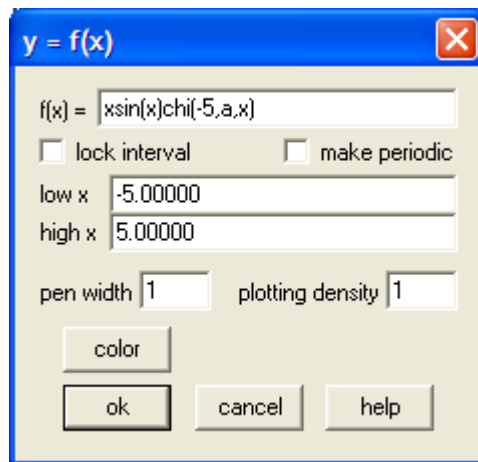 y = f(x)
f(x) = xsin(x)chi(-5,a,x)
lock interval make periodic
low x -5.00000
high x 5.00000
pen width 1 plotting density 1
color
ok cancel help